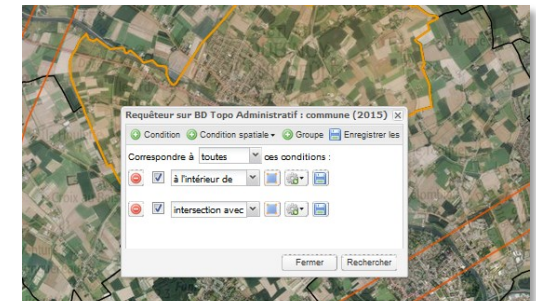 Requêteur sur BD Topo Administratif : commune (2015)
Condition Condition spatiale Groupe Enregistrer les
Correspondre à toutes ces conditions :
à l'intérieur de
intersection avec
Fermer Rechercher